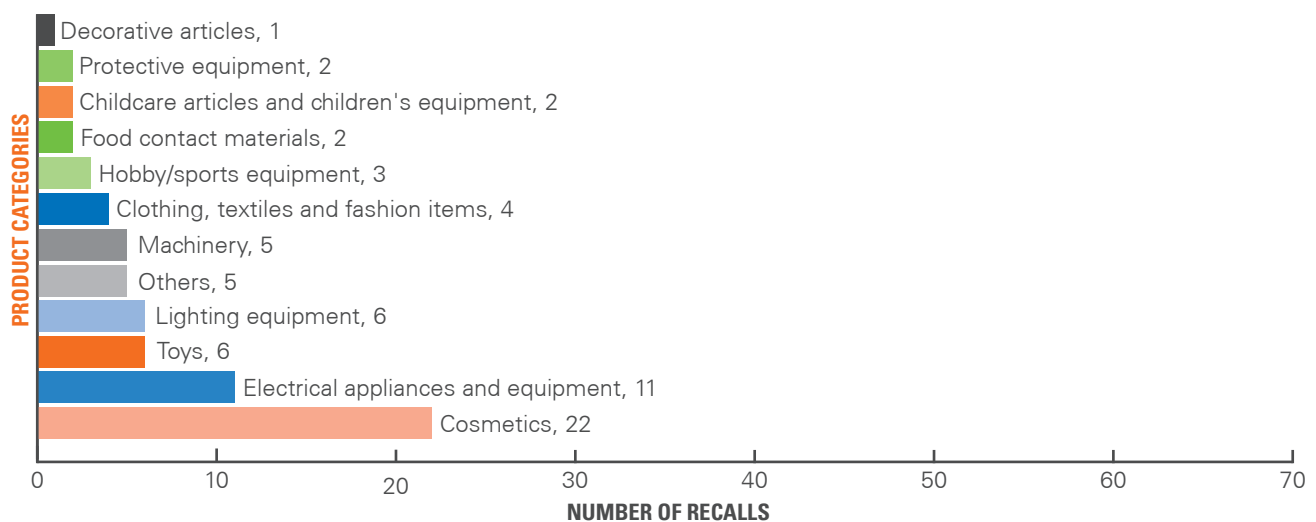 Decorative articles, 1
Protective equipment, 2
Childcare articles and children's equipment, 2
Food contact materials, 2
Hobby/sports equipment, 3
Clothing, textiles and fashion items, 4
Machinery, 5
Others, 5
Lighting equipment, 6
Toys, 6
Electrical appliances and equipment, 11
Cosmetics, 22
PRODUCT CATEGORIES
0 10 20 30 40 50 60 70
NUMBER OF RECALLS